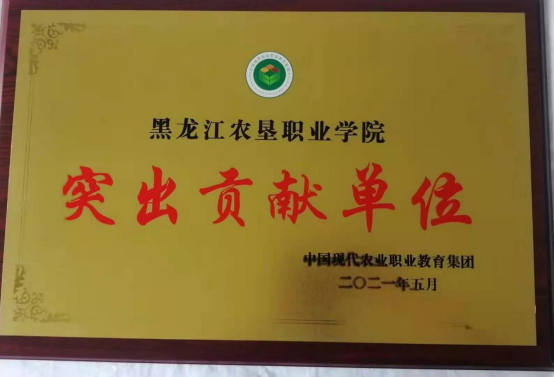 黑龙江农垦职业学院
突出贡献单位
中国现代农业职业教育集团
二〇二一年五月